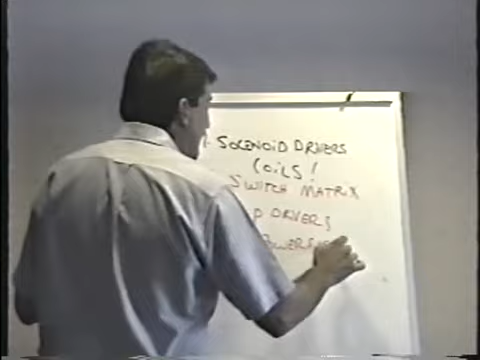 SOLENOID DRIVERS
COILS!
SWITCH MATRIX
DRIVERS